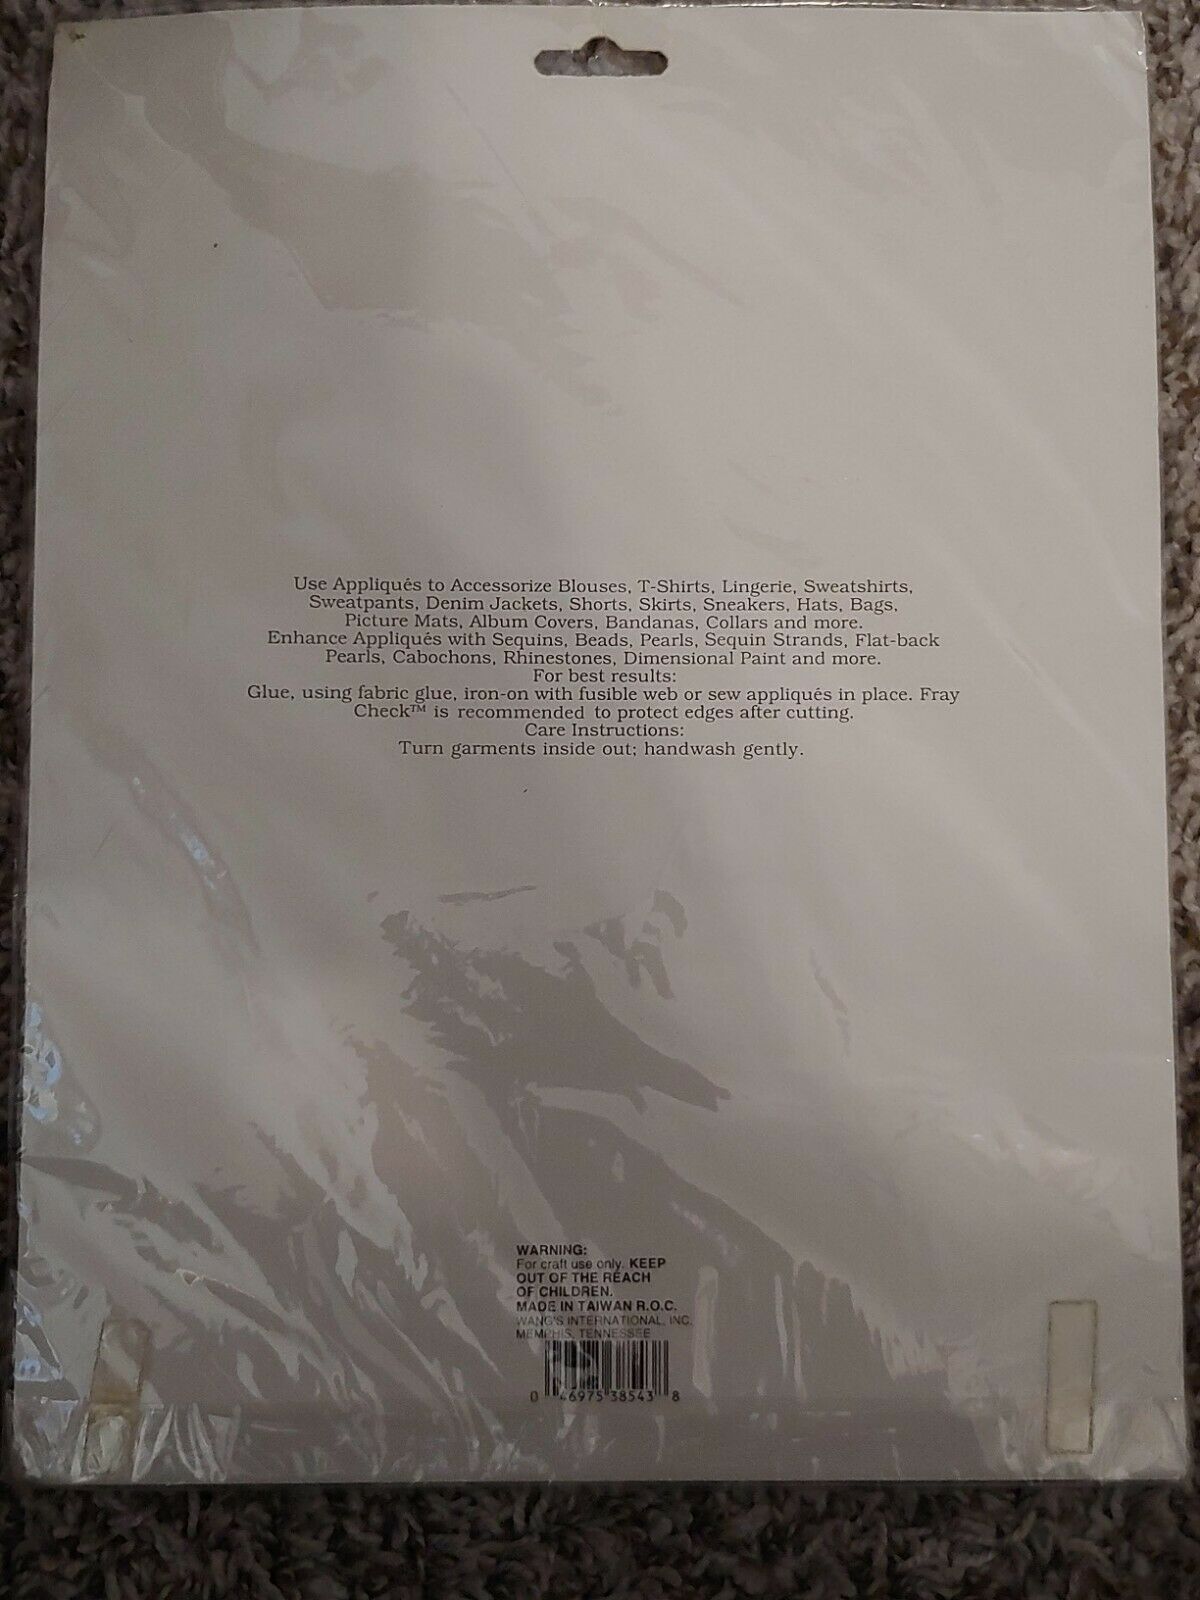 Use Appliqués to Accessorize Blouses, T-Shirts, Lingerie, Sweatshirts,
Sweatpants, Denim Jackets, Shorts, Skirts, Sneakers, Hats, Bags,
Picture Mats, Album Covers, Bandanas, Collars and more.
Enhance Appliqués with Sequins, Beads, Pearls, Sequin Strands, Flat-back
Pearls, Cabochons, Rhinestones, Dimensional Paint and more.
For best results:
Glue, using fabric glue, iron-on with fusible web or sew appliqués in place. Fray
Check™ is recommended to protect edges after cutting.
Care Instructions:
Turn garments inside out; handwash gently.
WARNING:
For craft use only. KEEP
OUT OF THE REACH
OF CHILDREN.
MADE IN TAIWAN R.O.C.
WANG'S INTERNATIONAL, INC.
MEMPHIS, TENNESSEE
0 46975 38543 8